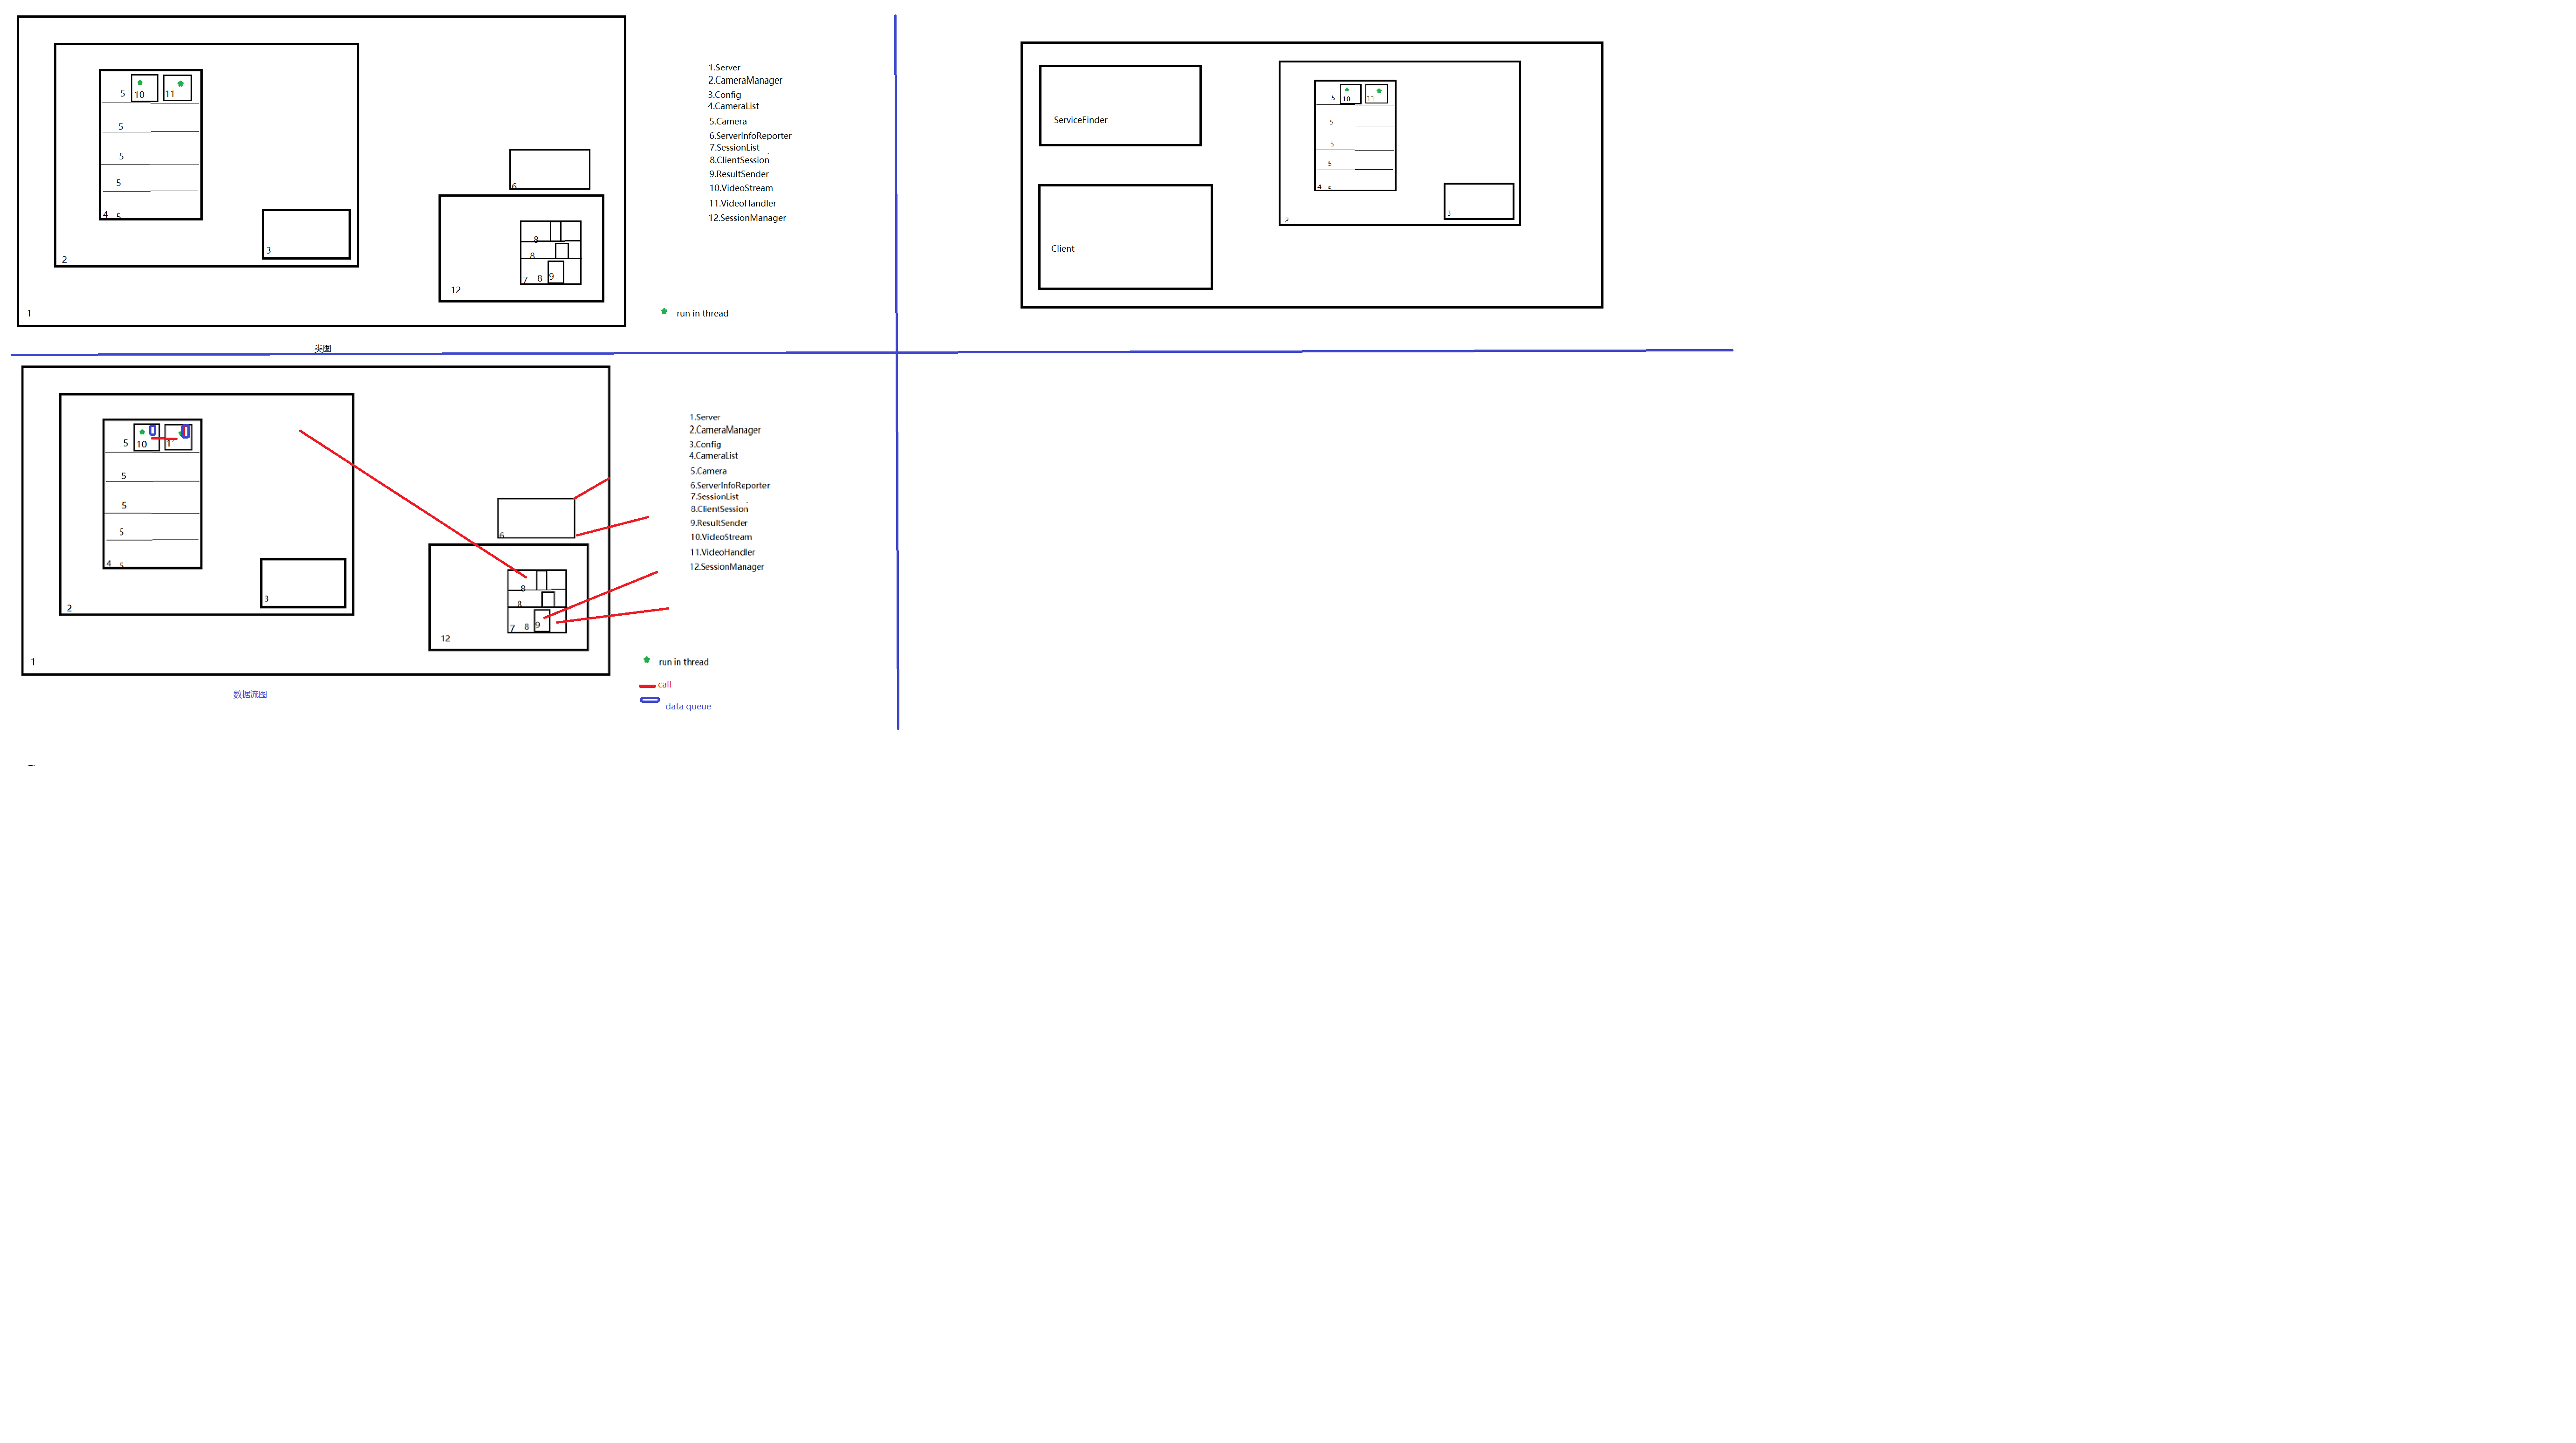 5
10
11
5
5
5
4
5
3
2
6
8
8
7
8
9
12
1
1.Server
2.CameraManager
3.Config
4.CameraList
5.Camera
6.ServerInfoReporter
7.SessionList
8.ClientSession
9.ResultSender
10.VideoStream
11.VideoHandler
12.SessionManager
run in thread
类图
ServiceFinder
Client
5
10
11
5
5
5
4
5
3
2
5
10
11
5
5
5
4
5
3
2
6
8
8
7
8
9
12
1
1.Server
2.CameraManager
3.Config
4.CameraList
5.Camera
6.ServerInfoReporter
7.SessionList
8.ClientSession
9.ResultSender
10.VideoStream
11.VideoHandler
12.SessionManager
run in thread
call
data queue
数据流图